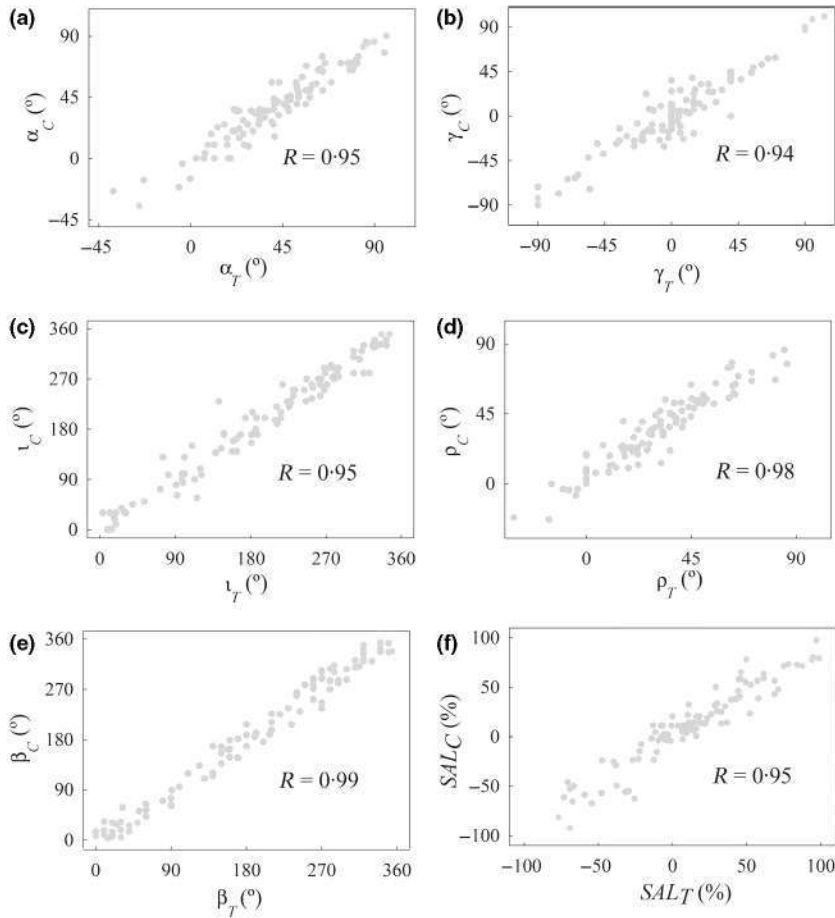 (a)
90
45
0
−45
α_C (º)
R = 0·95
−45 0 45 90
α_T (º)
(b)
90
45
0
−45
−90
γ_C (º)
R = 0·94
−90 −45 0 45 90
γ_T (º)
(c)
360
270
180
90
0
ι_C (º)
R = 0·95
0 90 180 270 360
ι_T (º)
(d)
90
45
0
ρ_C (º)
R = 0·98
0 45 90
ρ_T (º)
(e)
360
270
180
90
0
β_C (º)
R = 0·99
0 90 180 270 360
β_T (º)
(f)
100
50
0
−50
−100
SAL_C (%)
R = 0·95
−100 −50 0 50 100
SAL_T (%)